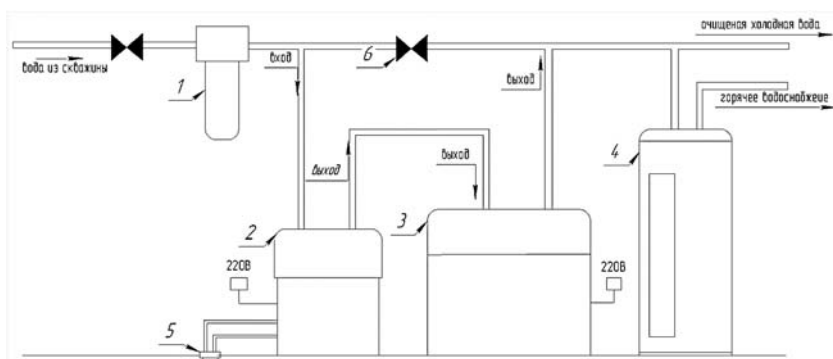 очищеная холодная вода
вода из скважины
1
вход
6
выход
горячее водоснабжение
выход
выход
4
2
3
220В
220В
5